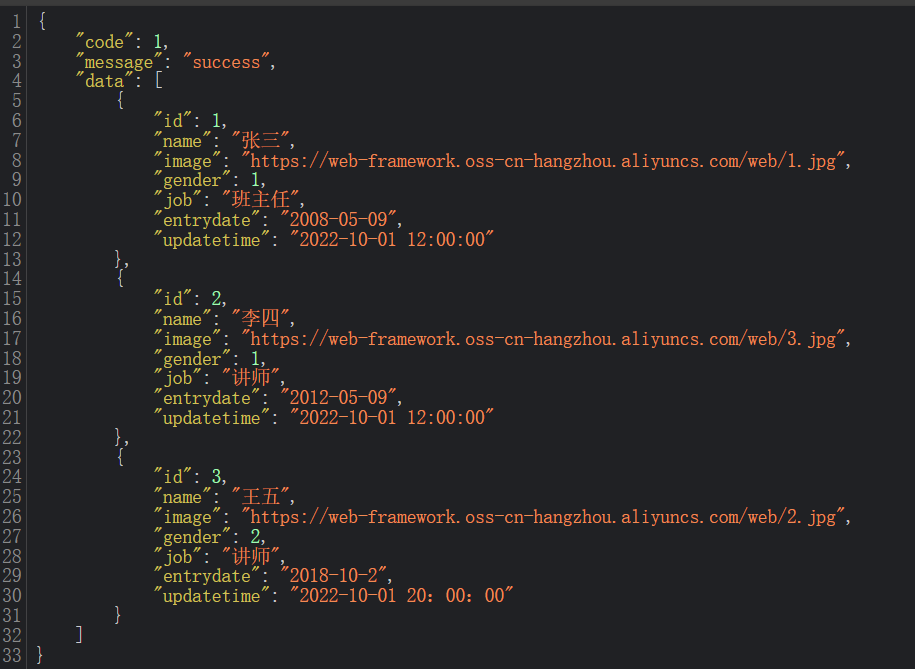 1 {
2     "code": 1,
3     "message": "success",
4     "data": [
5         {
6             "id": 1,
7             "name": "张三",
8             "image": "https://web-framework.oss-cn-hangzhou.aliyuncs.com/web/1.jpg",
9             "gender": 1,
10             "job": "班主任",
11             "entrydate": "2008-05-09",
12             "updatetime": "2022-10-01 12:00:00"
13         },
14         {
15             "id": 2,
16             "name": "李四",
17             "image": "https://web-framework.oss-cn-hangzhou.aliyuncs.com/web/3.jpg",
18             "gender": 1,
19             "job": "讲师",
20             "entrydate": "2012-05-09",
21             "updatetime": "2022-10-01 12:00:00"
22         },
23         {
24             "id": 3,
25             "name": "王五",
26             "image": "https://web-framework.oss-cn-hangzhou.aliyuncs.com/web/2.jpg",
27             "gender": 2,
28             "job": "讲师",
29             "entrydate": "2018-10-2",
30             "updatetime": "2022-10-01 20：00：00"
31         }
32     ]
33 }